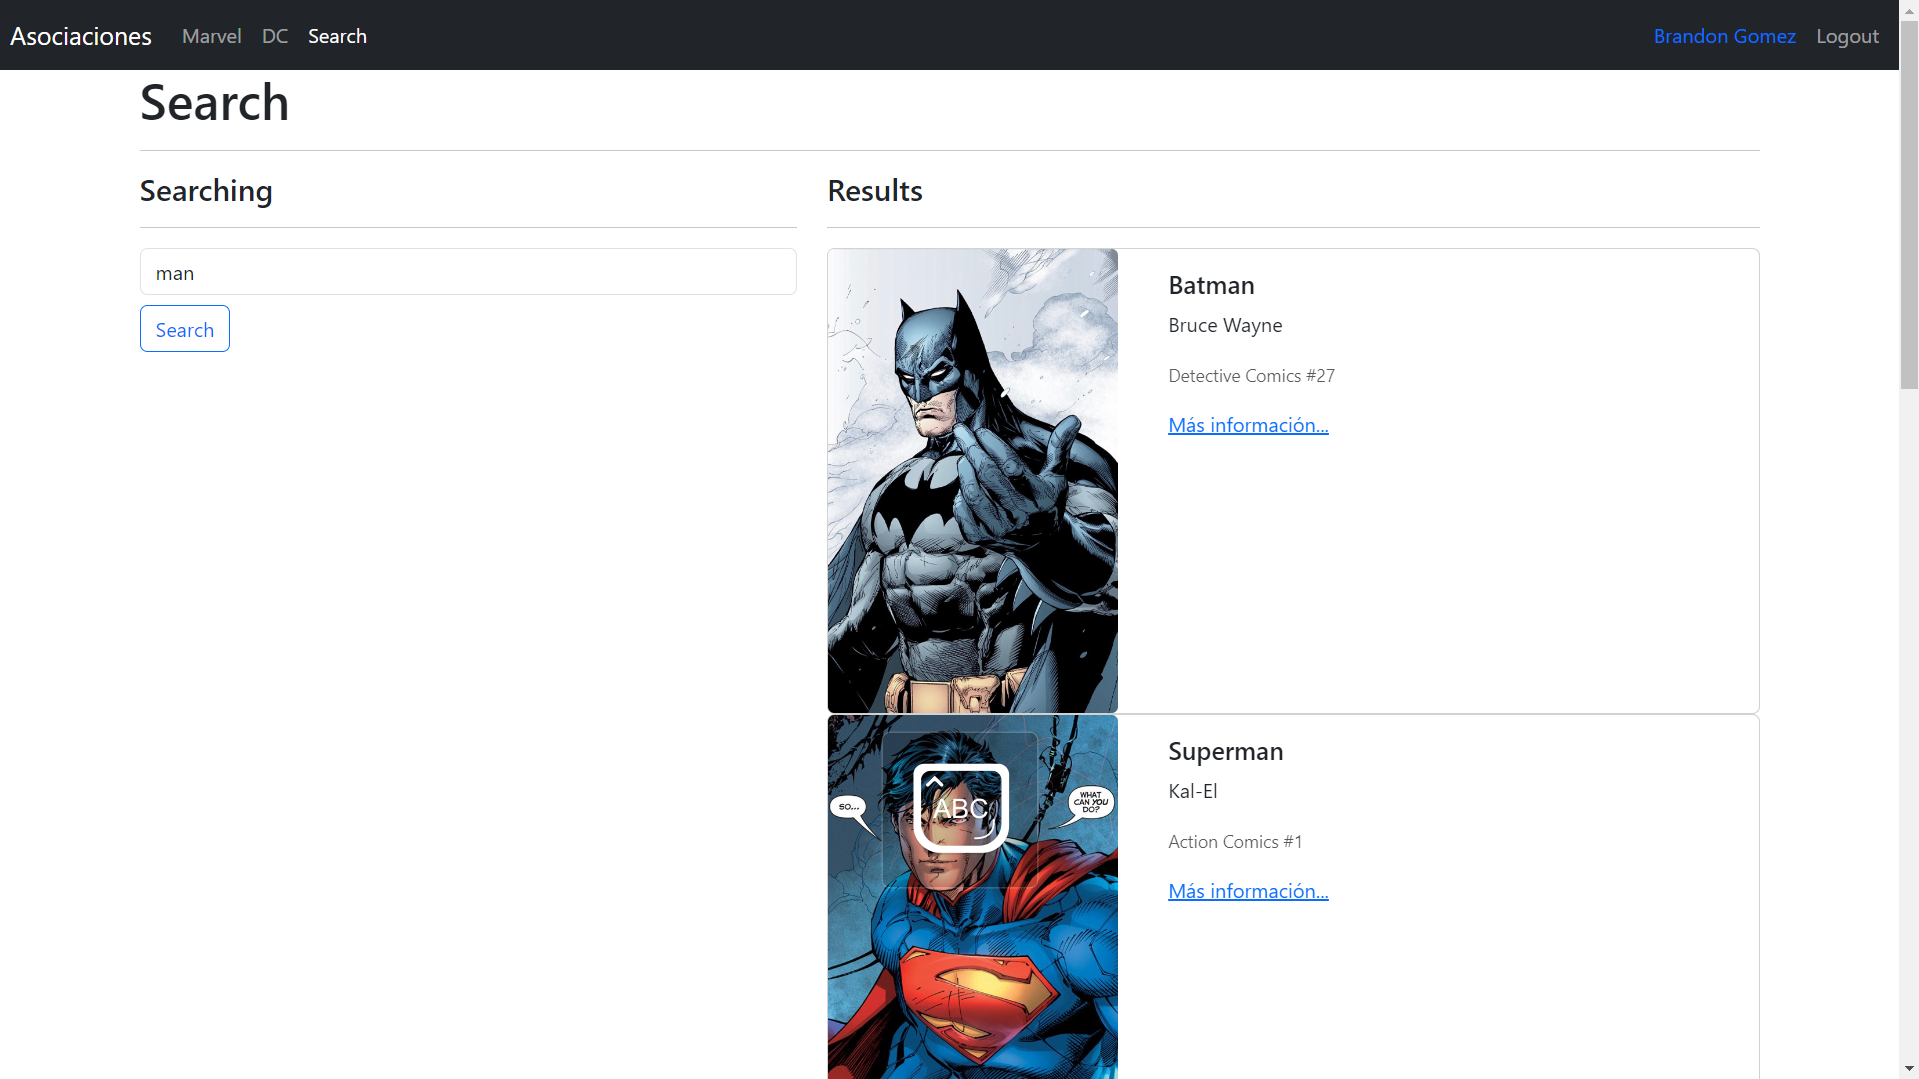 Asociaciones Marvel DC Search Brandon Gomez Logout
Search
Searching
man
Search
Results
Batman
Bruce Wayne
Detective Comics #27
Más información...
SO...
ABC
WHAT
CAN YOU
DO?
Superman
Kal-El
Action Comics #1
Más información...